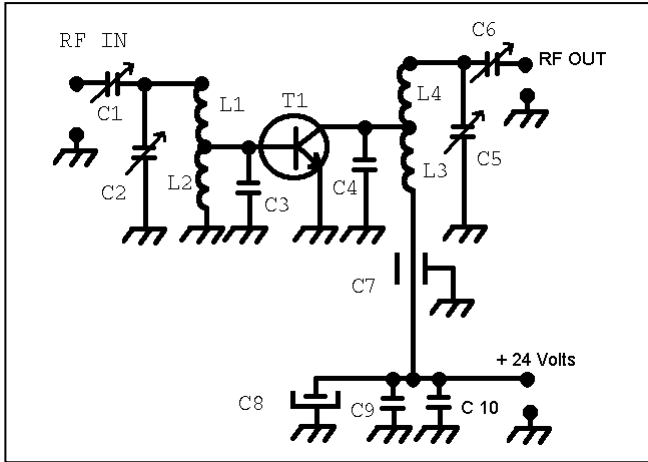 C6
RF IN
RF OUT
L4
T1
L1
C1
C5
L3
C4
C2
L2
C3
C7
+ 24 Volts
C8
C9
C 10